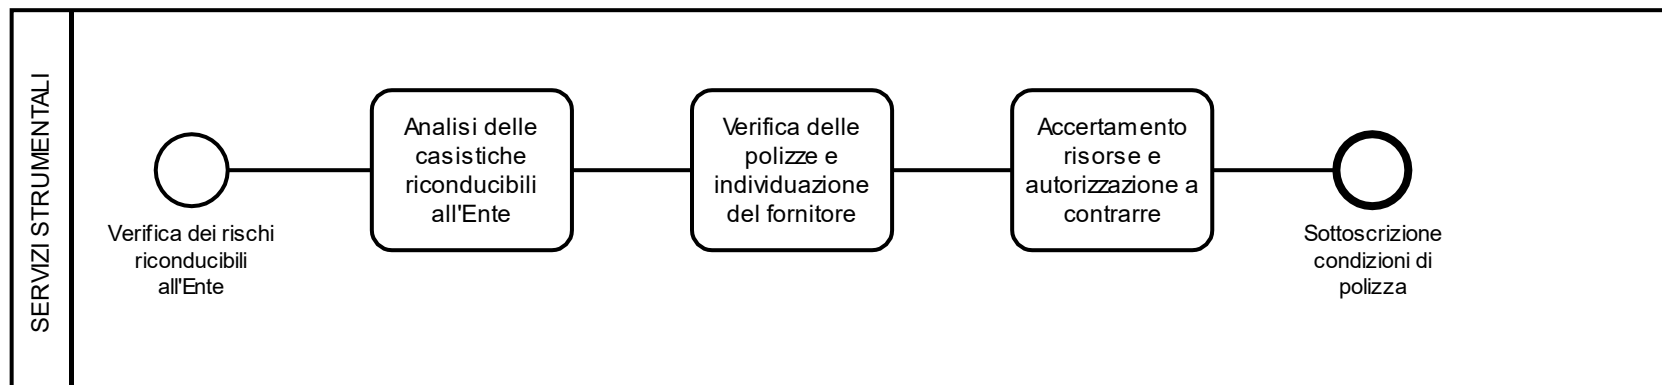 SERVIZI STRUMENTALI
Verifica dei rischi
riconducibili
all'Ente
Analisi delle
casistiche
riconducibili
all'Ente
Verifica delle
polizze e
individuazione
del fornitore
Accertamento
risorse e
autorizzazione a
contrarre
Sottoscrizione
condizioni di
polizza